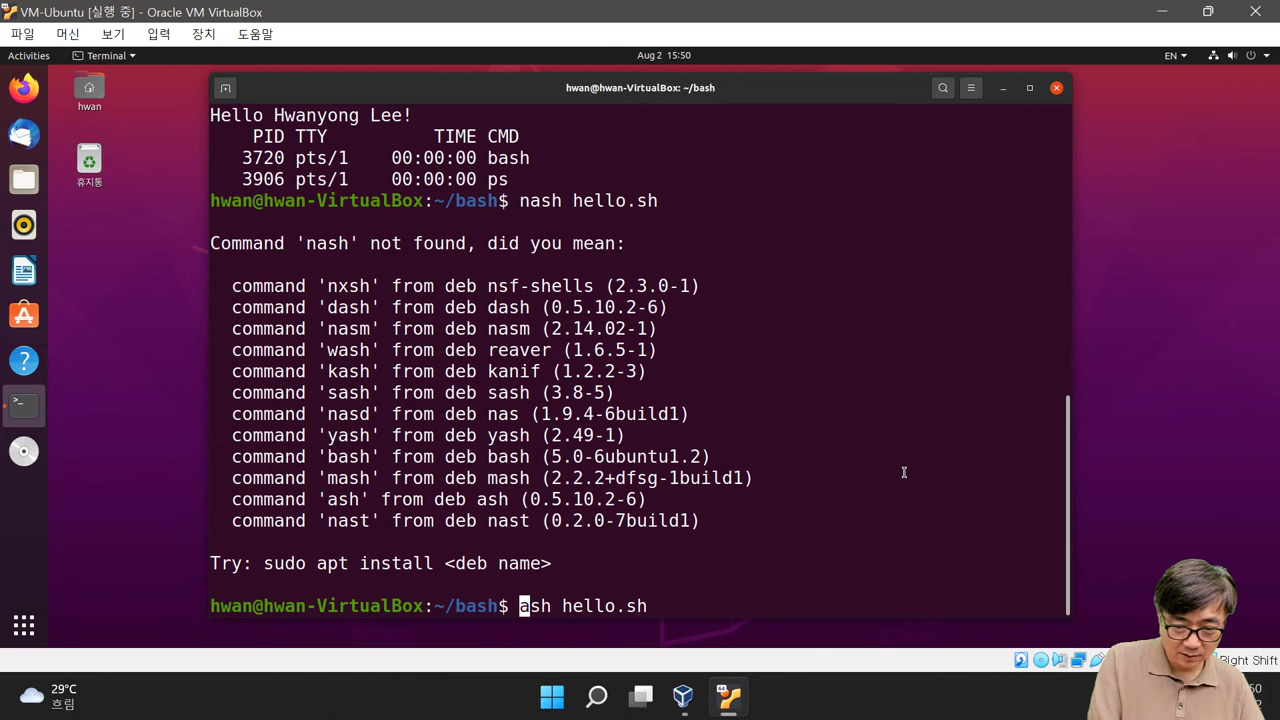 VM-Ubuntu [실행 중] - Oracle VM VirtualBox
파일 머신 보기 입력 장치 도움말
Activities Terminal Aug 2 15:50 EN
hwan@hwan-VirtualBox: ~/bash
hwan
휴지통
Hello Hwanyong Lee!
PID TTY TIME CMD
3720 pts/1 00:00:00 bash
3906 pts/1 00:00:00 ps
hwan@hwan-VirtualBox:~/bash$ nash hello.sh
Command 'nash' not found, did you mean:
command 'nxsh' from deb nsf-shells (2.3.0-1)
command 'dash' from deb dash (0.5.10.2-6)
command 'nasm' from deb nasm (2.14.02-1)
command 'wash' from deb reaver (1.6.5-1)
command 'kash' from deb kanif (1.2.2-3)
command 'sash' from deb sash (3.8-5)
command 'nasd' from deb nas (1.9.4-6build1)
command 'yash' from deb yash (2.49-1)
command 'bash' from deb bash (5.0-6ubuntu1.2)
command 'mash' from deb mash (2.2.2+dfsg-1build1)
command 'ash' from deb ash (0.5.10.2-6)
command 'nast' from deb nast (0.2.0-7build1)
Try: sudo apt install <deb name>
hwan@hwan-VirtualBox:~/bash$ ash hello.sh
Right Shift
29°C
흐림